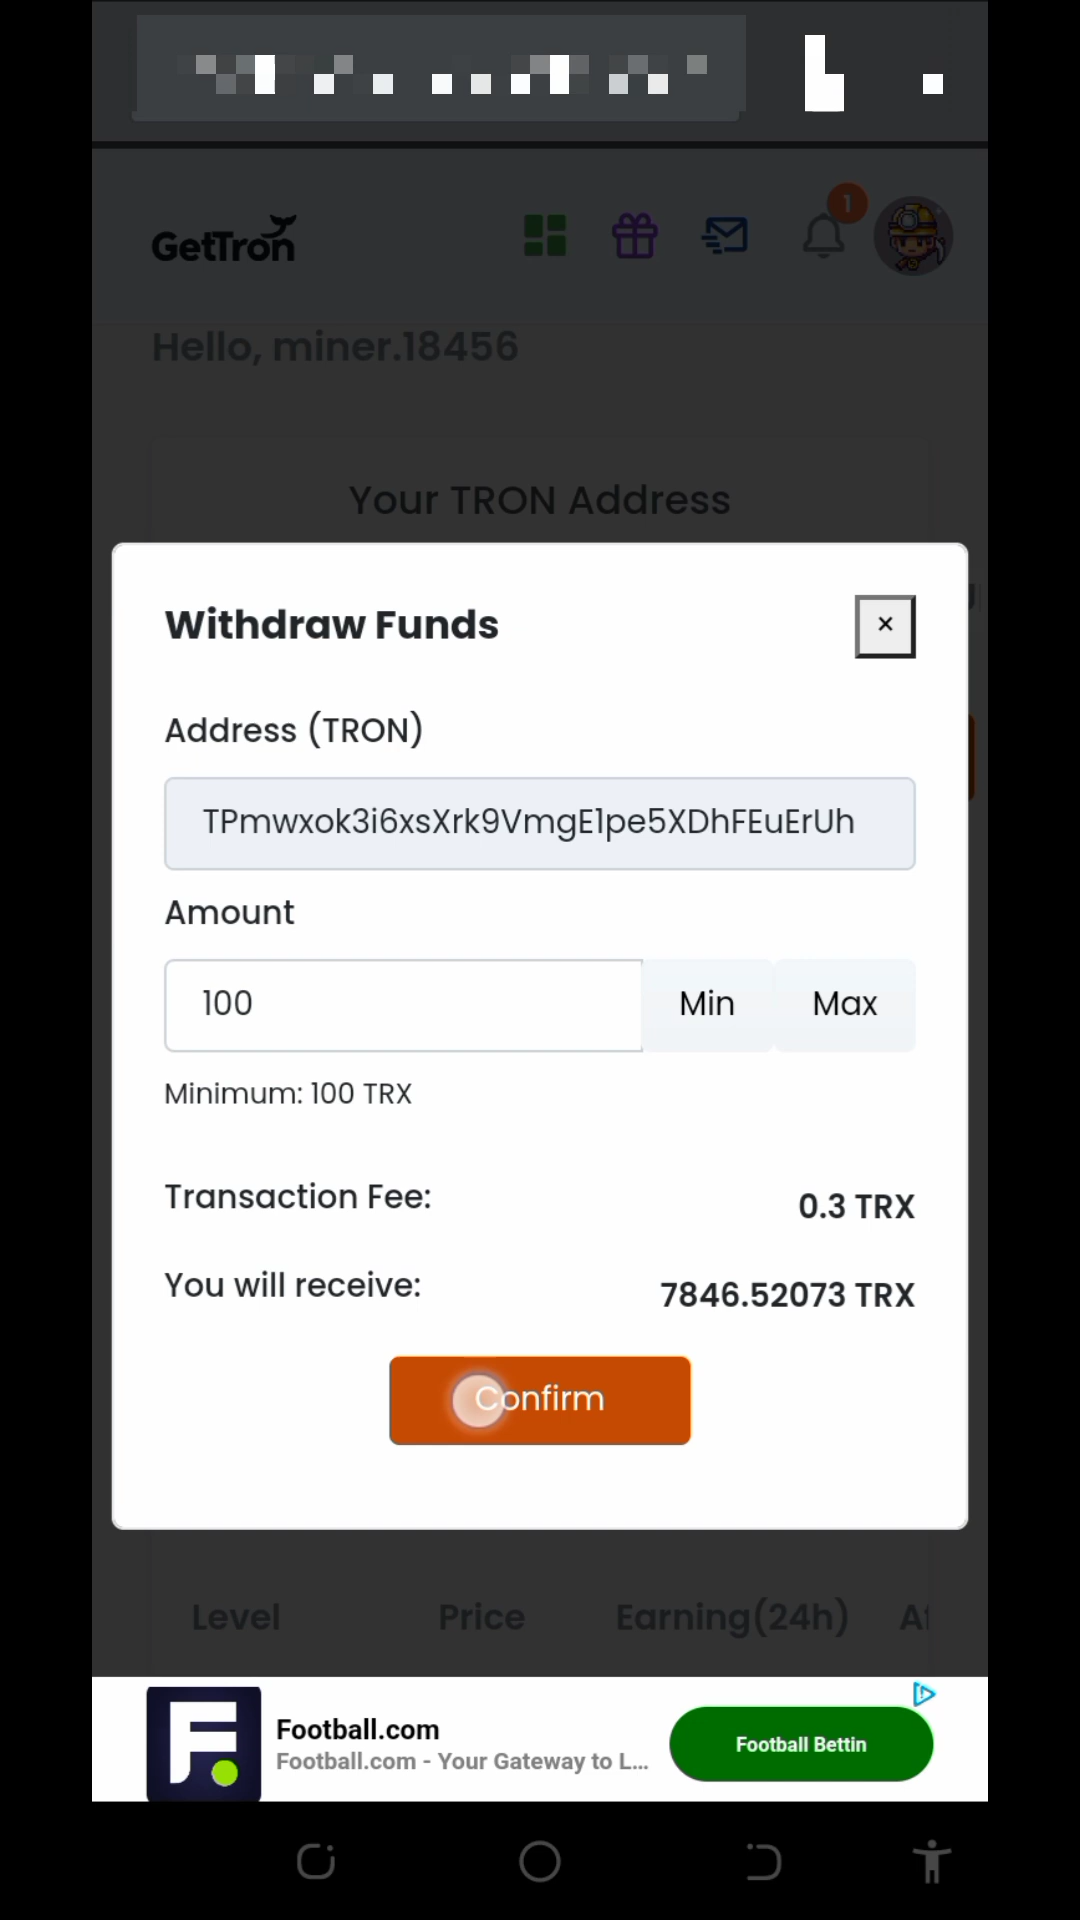 GetTron
1
Hello, miner.18456
Your TRON Address
Withdraw Funds
×
Address (TRON)
TPmwxok3i6xsXrk9VmgE1pe5XDhFEuErUh
Amount
100
Min
Max
Minimum: 100 TRX
Transaction Fee:
0.3 TRX
You will receive:
7846.52073 TRX
Confirm
Level
Price
Earning(24h)
Football.com
Football.com - Your Gateway to L...
Football Bettin